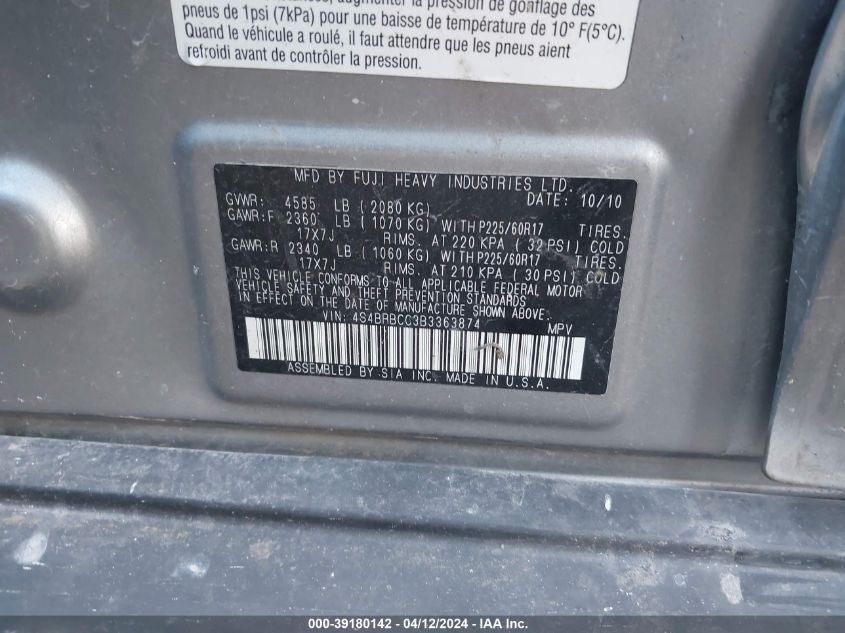 augmenter la pression de gonflage des
pneus de 1psi (7kPa) pour une baisse de température de 10° F(5°C).
Quand le véhicule a roulé, il faut attendre que les pneus aient
refroidi avant de contrôler la pression.
MFD BY FUJI HEAVY INDUSTRIES LTD.
GVWR: 4585 LB ( 2080 KG) DATE: 10/10
GAWR:F 2360 LB ( 1070 KG) WITH P225/60R17 TIRES.
17X7J RIMS. AT 220 KPA ( 32 PSI) COLD
GAWR:R 2340 LB ( 1060 KG) WITH P225/60R17 TIRES.
17X7J RIMS. AT 210 KPA ( 30 PSI) COLD
THIS VEHICLE CONFORMS TO ALL APPLICABLE FEDERAL MOTOR
VEHICLE SAFETY AND THEFT PREVENTION STANDARDS
IN EFFECT ON THE DATE OF MANUFACTURE SHOWN ABOVE.
VIN: 4S4BRBCC3B3363874 MPV
ASSEMBLED BY SIA INC. MADE IN U.S.A.
000-39180142 - 04/12/2024 - IAA Inc.